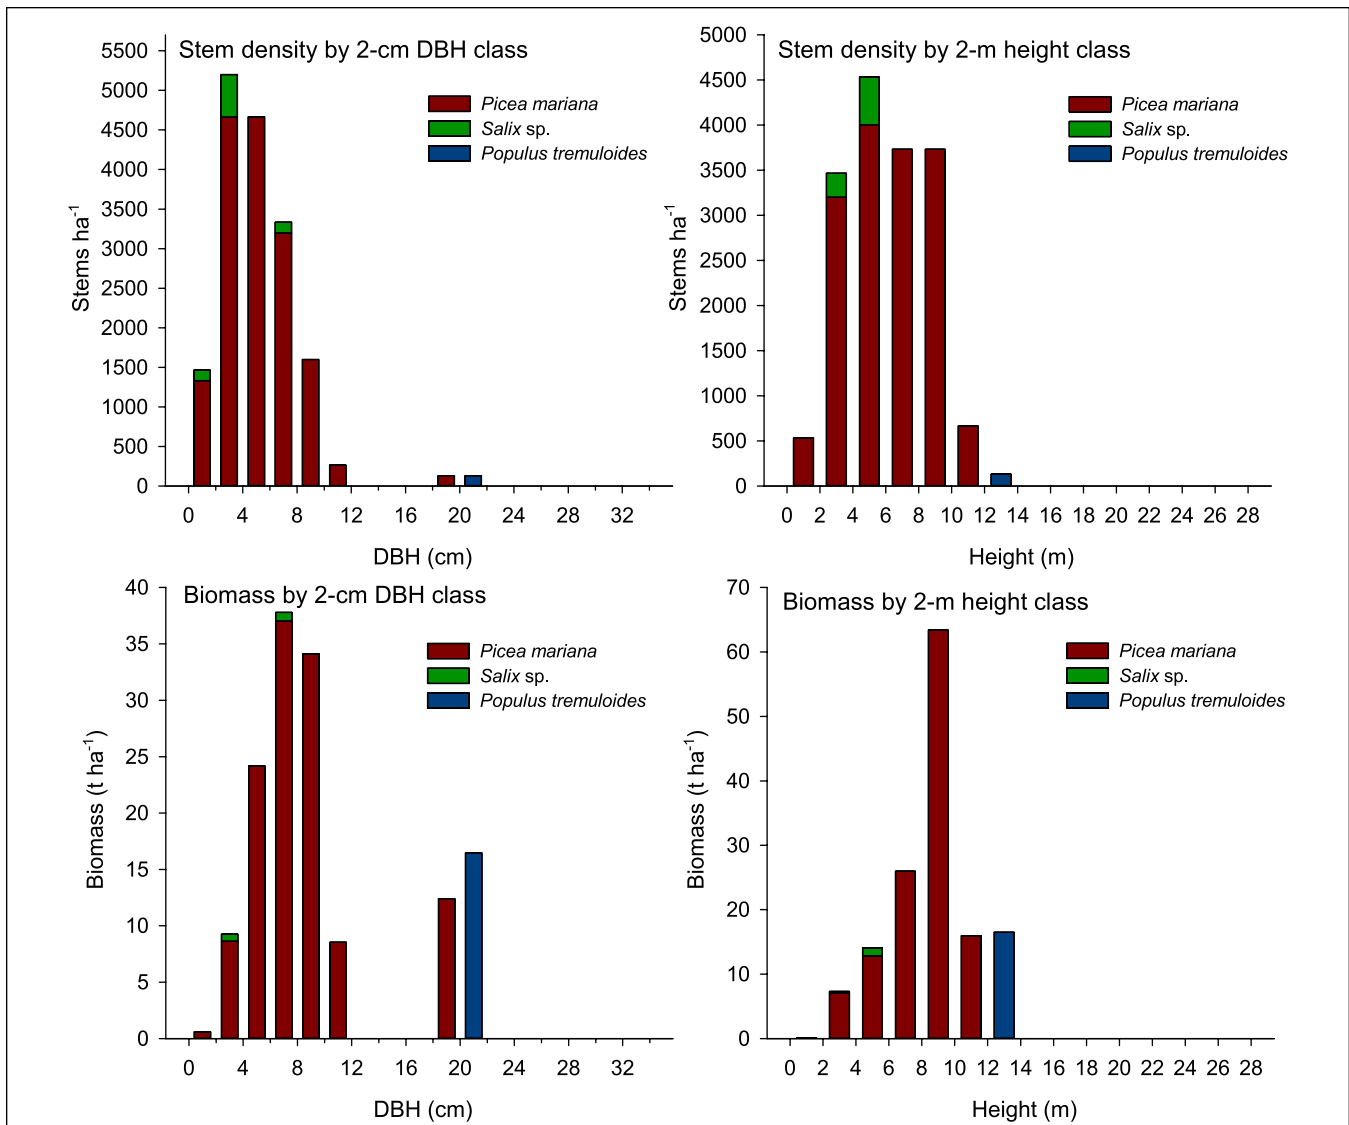 Stem density by 2-cm DBH class
5500
5000
4500
4000
3500
3000
2500
2000
1500
1000
500
0
Stems ha-1
Picea mariana
Salix sp.
Populus tremuloides
0 4 8 12 16 20 24 28 32
DBH (cm)
Stem density by 2-m height class
5000
4500
4000
3500
3000
2500
2000
1500
1000
500
0
Stems ha-1
Picea mariana
Salix sp.
Populus tremuloides
0 2 4 6 8 10 12 14 16 18 20 22 24 26 28
Height (m)
Biomass by 2-cm DBH class
40
35
30
25
20
15
10
5
0
Biomass (t ha-1)
Picea mariana
Salix sp.
Populus tremuloides
0 4 8 12 16 20 24 28 32
DBH (cm)
Biomass by 2-m height class
70
60
50
40
30
20
10
0
Biomass (t ha-1)
Picea mariana
Salix sp.
Populus tremuloides
0 2 4 6 8 10 12 14 16 18 20 22 24 26 28
Height (m)